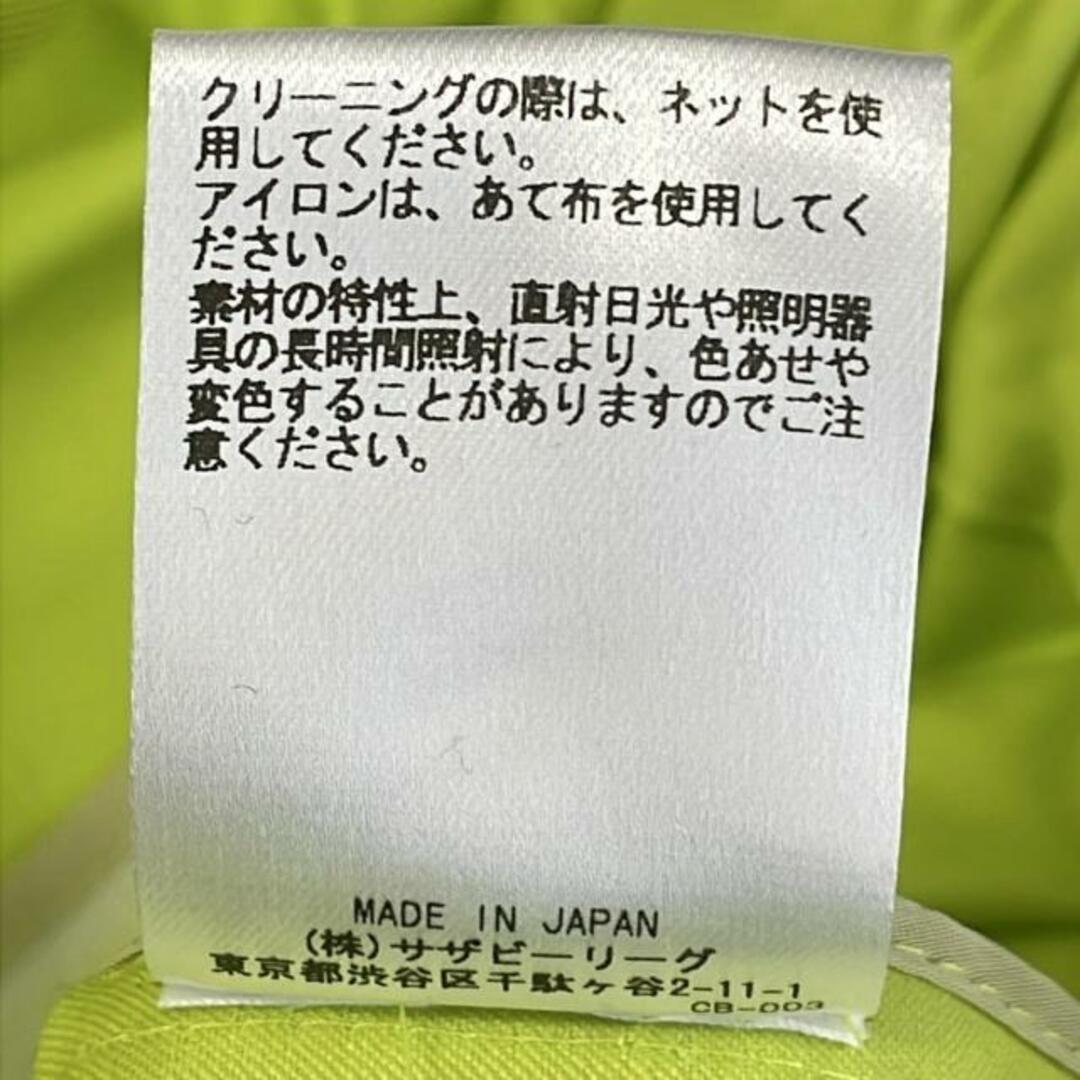 クリーニングの際は、ネットを使
用してください。
アイロンは、あて布を使用してく
ださい。
素材の特性上、直射日光や照明器
具の長時間照射により、色あせや
変色することがありますのでご注
意ください。
MADE IN JAPAN
(株)サザビーリーグ
東京都渋谷区千駄ヶ谷2-11-1
CB-003